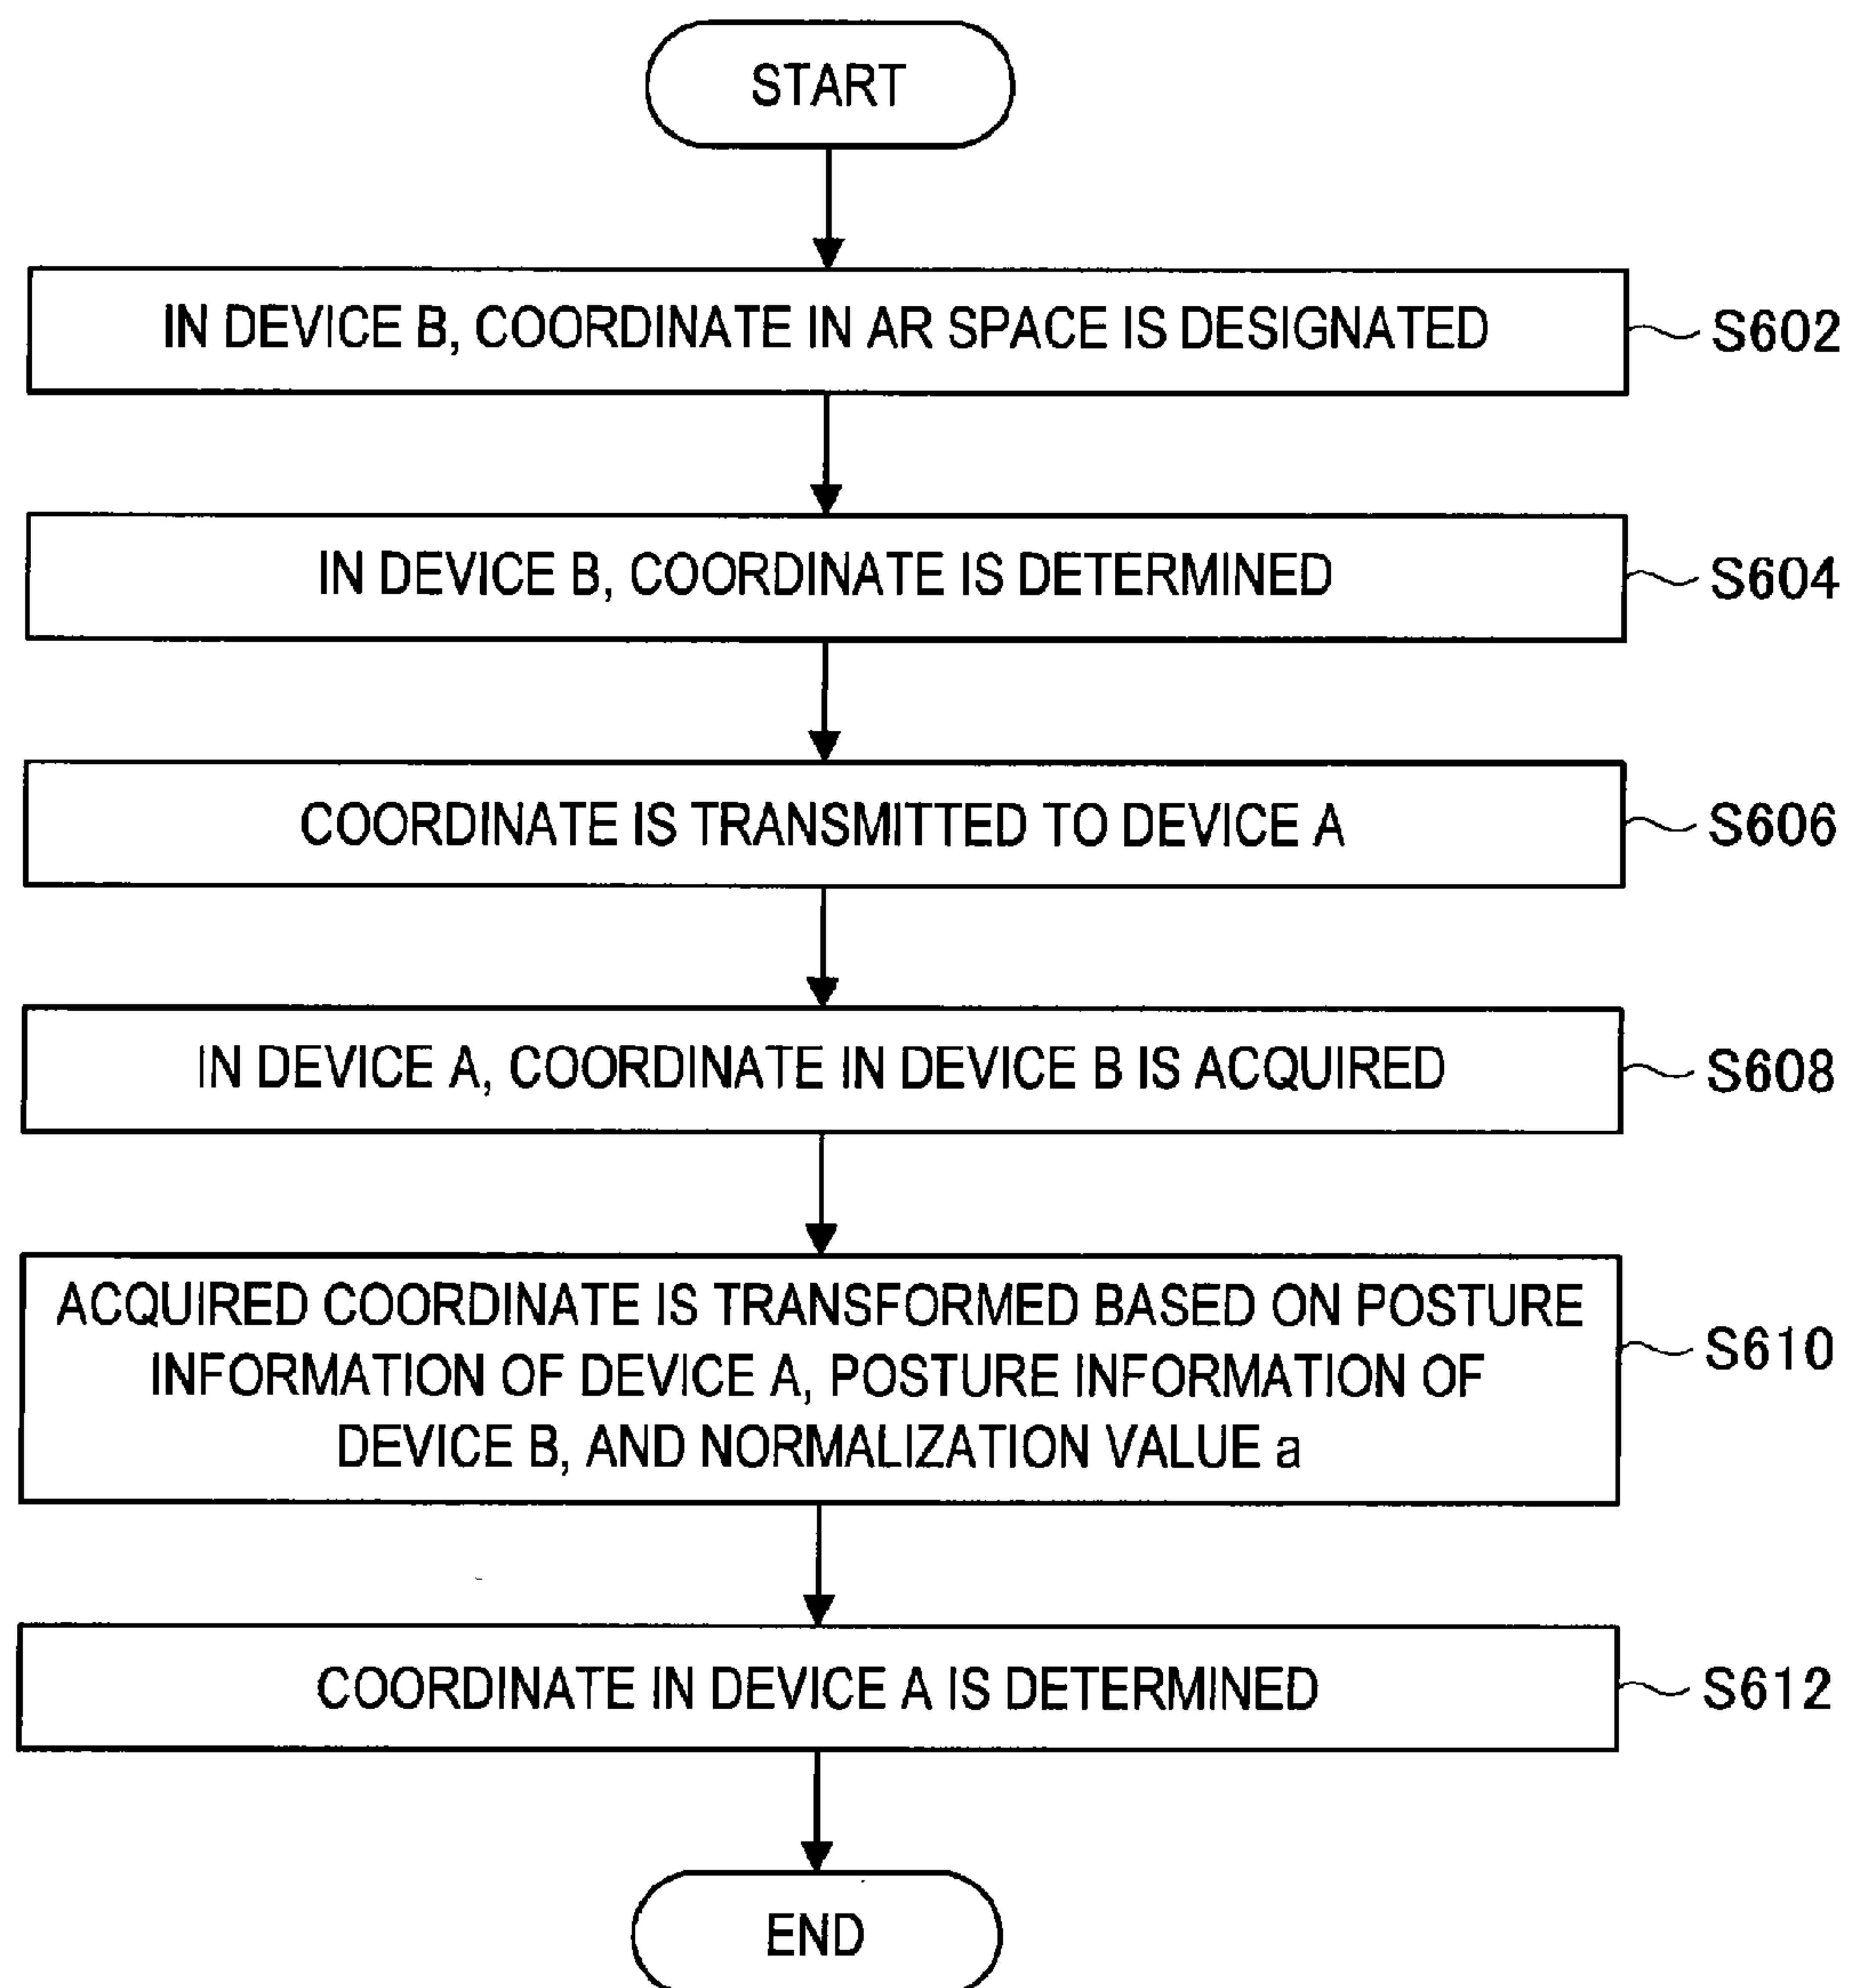 START
IN DEVICE B, COORDINATE IN AR SPACE IS DESIGNATED
S602
IN DEVICE B, COORDINATE IS DETERMINED
S604
COORDINATE IS TRANSMITTED TO DEVICE A
S606
IN DEVICE A, COORDINATE IN DEVICE B IS ACQUIRED
S608
ACQUIRED COORDINATE IS TRANSFORMED BASED ON POSTURE
INFORMATION OF DEVICE A, POSTURE INFORMATION OF
DEVICE B, AND NORMALIZATION VALUE a
S610
COORDINATE IN DEVICE A IS DETERMINED
S612
END